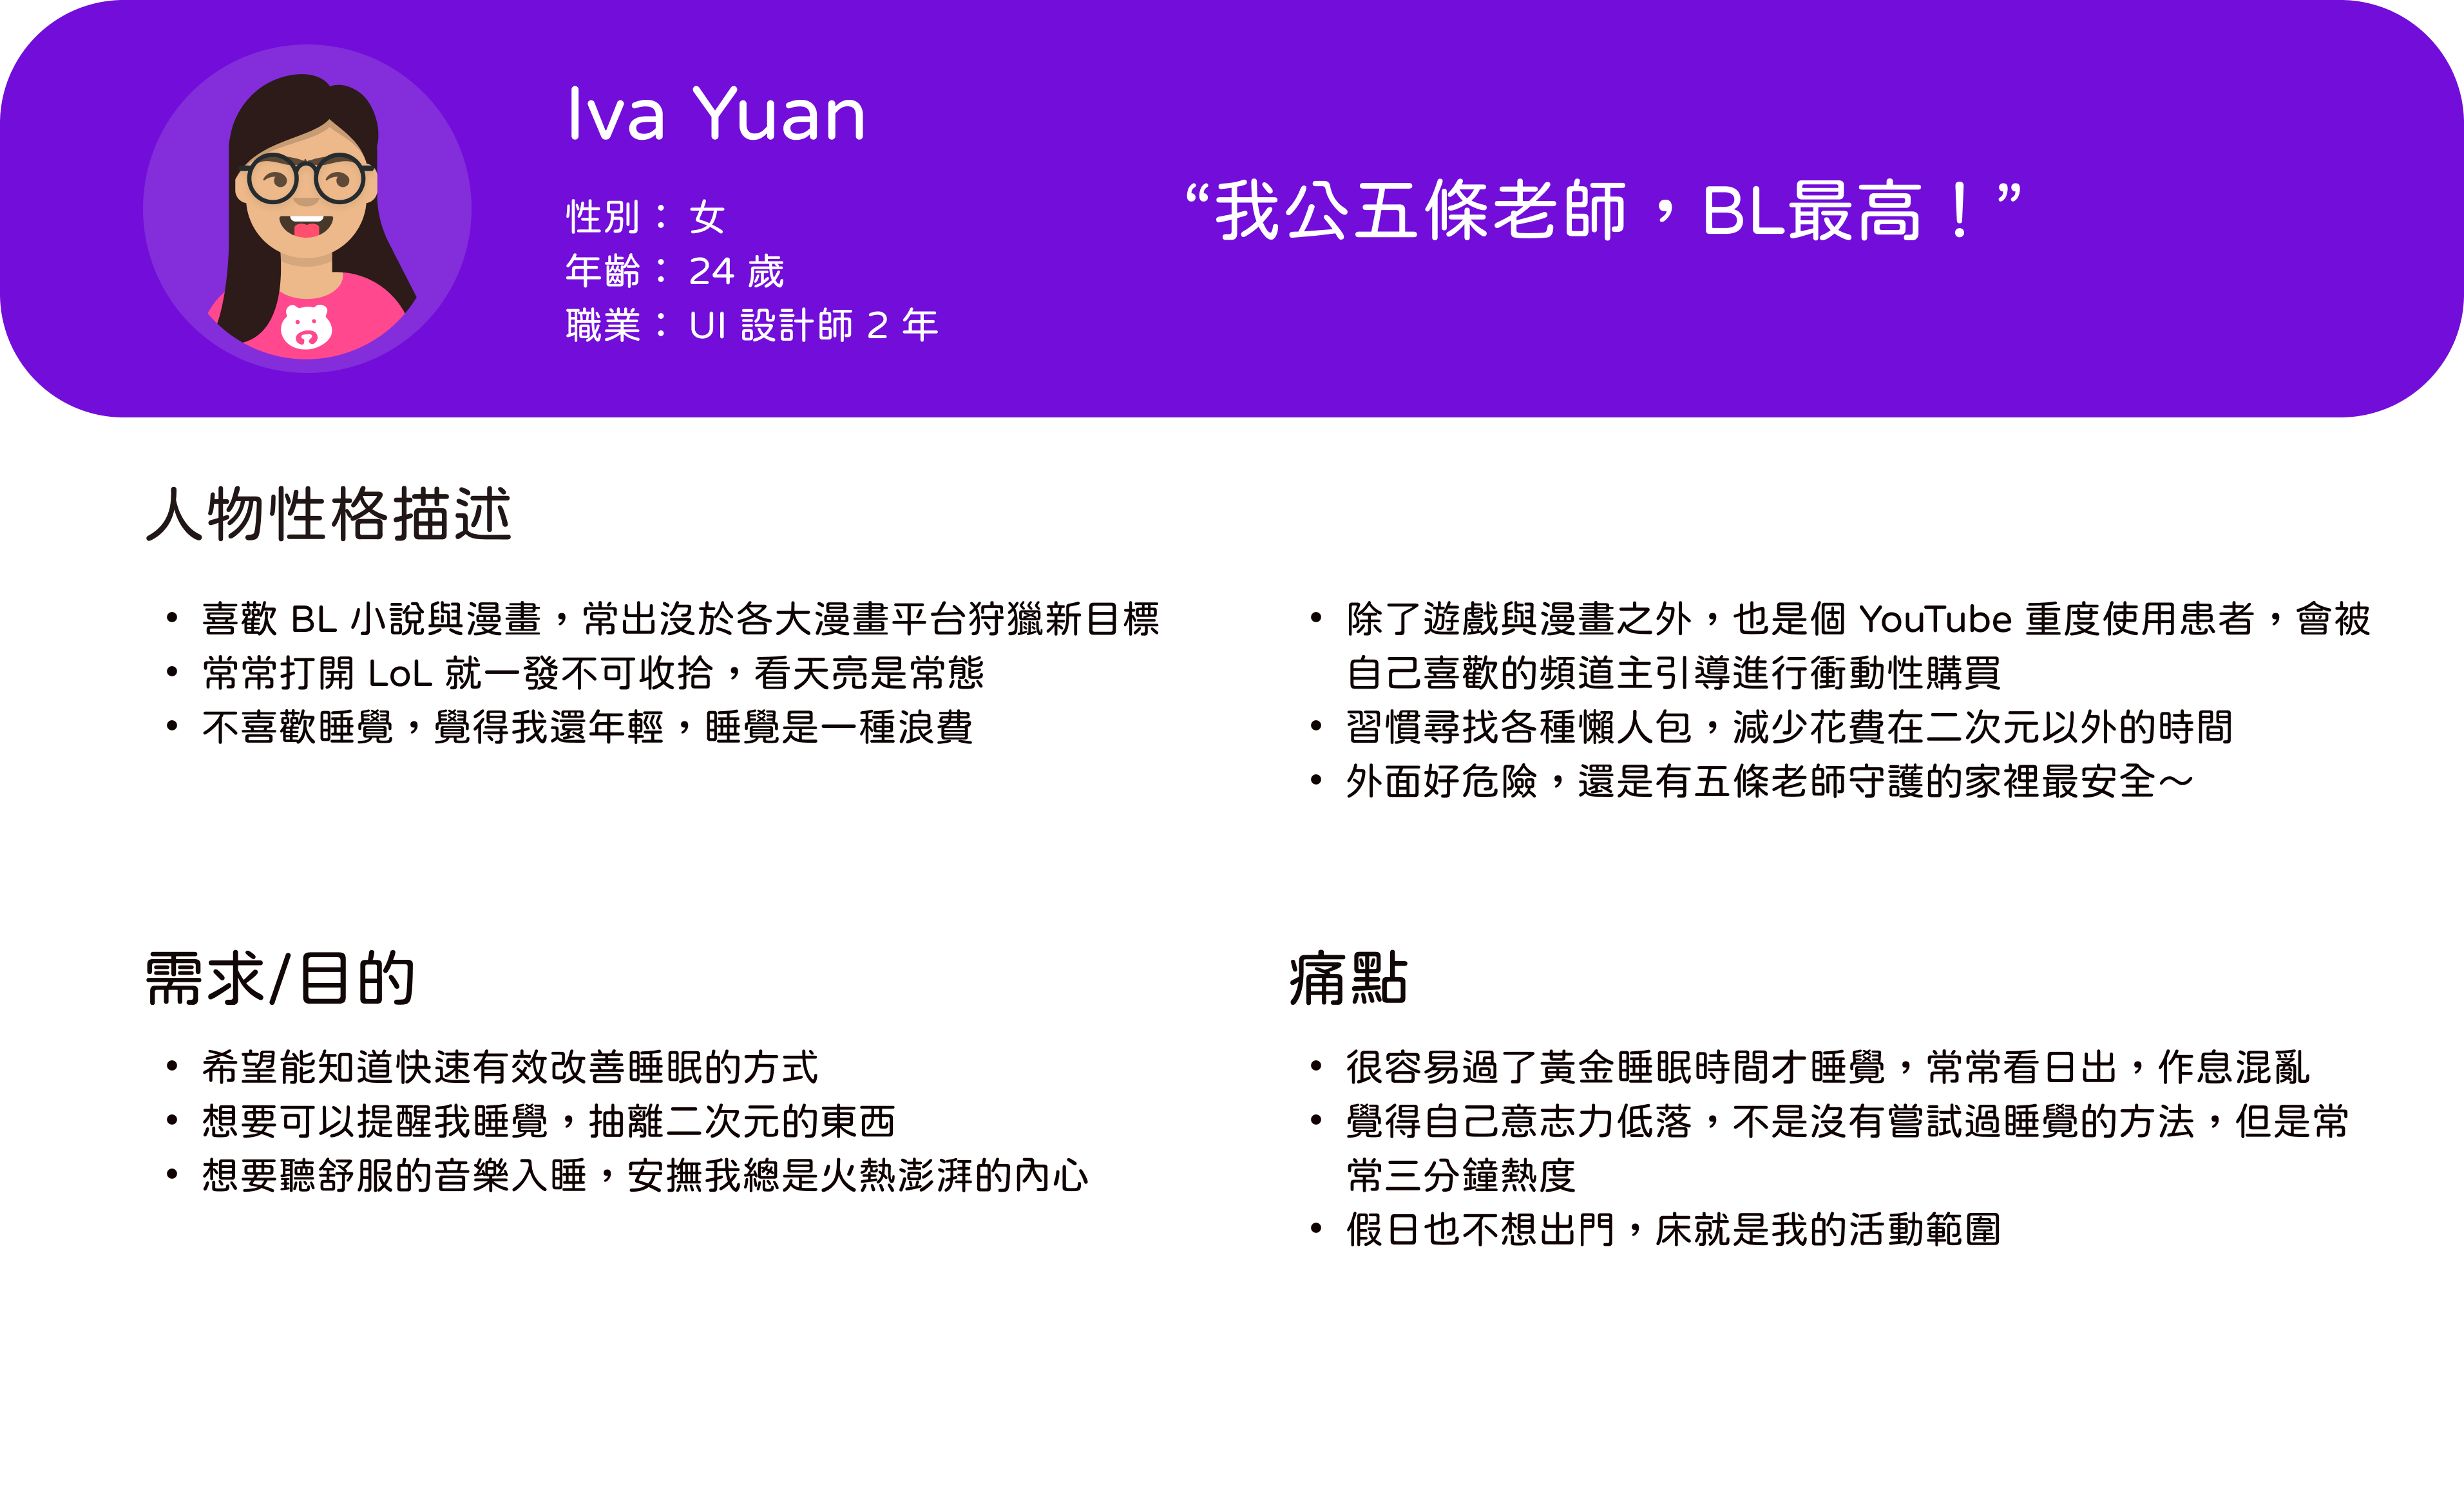 Iva Yuan
性別： 女
年齡： 24 歲
職業： UI 設計師 2 年
“我公五條老師，BL最高！”
人物性格描述
• 喜歡 BL 小說與漫畫，常出沒於各大漫畫平台狩獵新目標
• 常常打開 LoL 就一發不可收拾，看天亮是常態
• 不喜歡睡覺，覺得我還年輕，睡覺是一種浪費
• 除了遊戲與漫畫之外，也是個 YouTube 重度使用患者，會被
自己喜歡的頻道主引導進行衝動性購買
• 習慣尋找各種懶人包，減少花費在二次元以外的時間
• 外面好危險，還是有五條老師守護的家裡最安全～
需求/目的
• 希望能知道快速有效改善睡眠的方式
• 想要可以提醒我睡覺，抽離二次元的東西
• 想要聽舒服的音樂入睡，安撫我總是火熱澎湃的內心
痛點
• 很容易過了黃金睡眠時間才睡覺，常常看日出，作息混亂
• 覺得自己意志力低落，不是沒有嘗試過睡覺的方法，但是常
常三分鐘熱度
• 假日也不想出門，床就是我的活動範圍